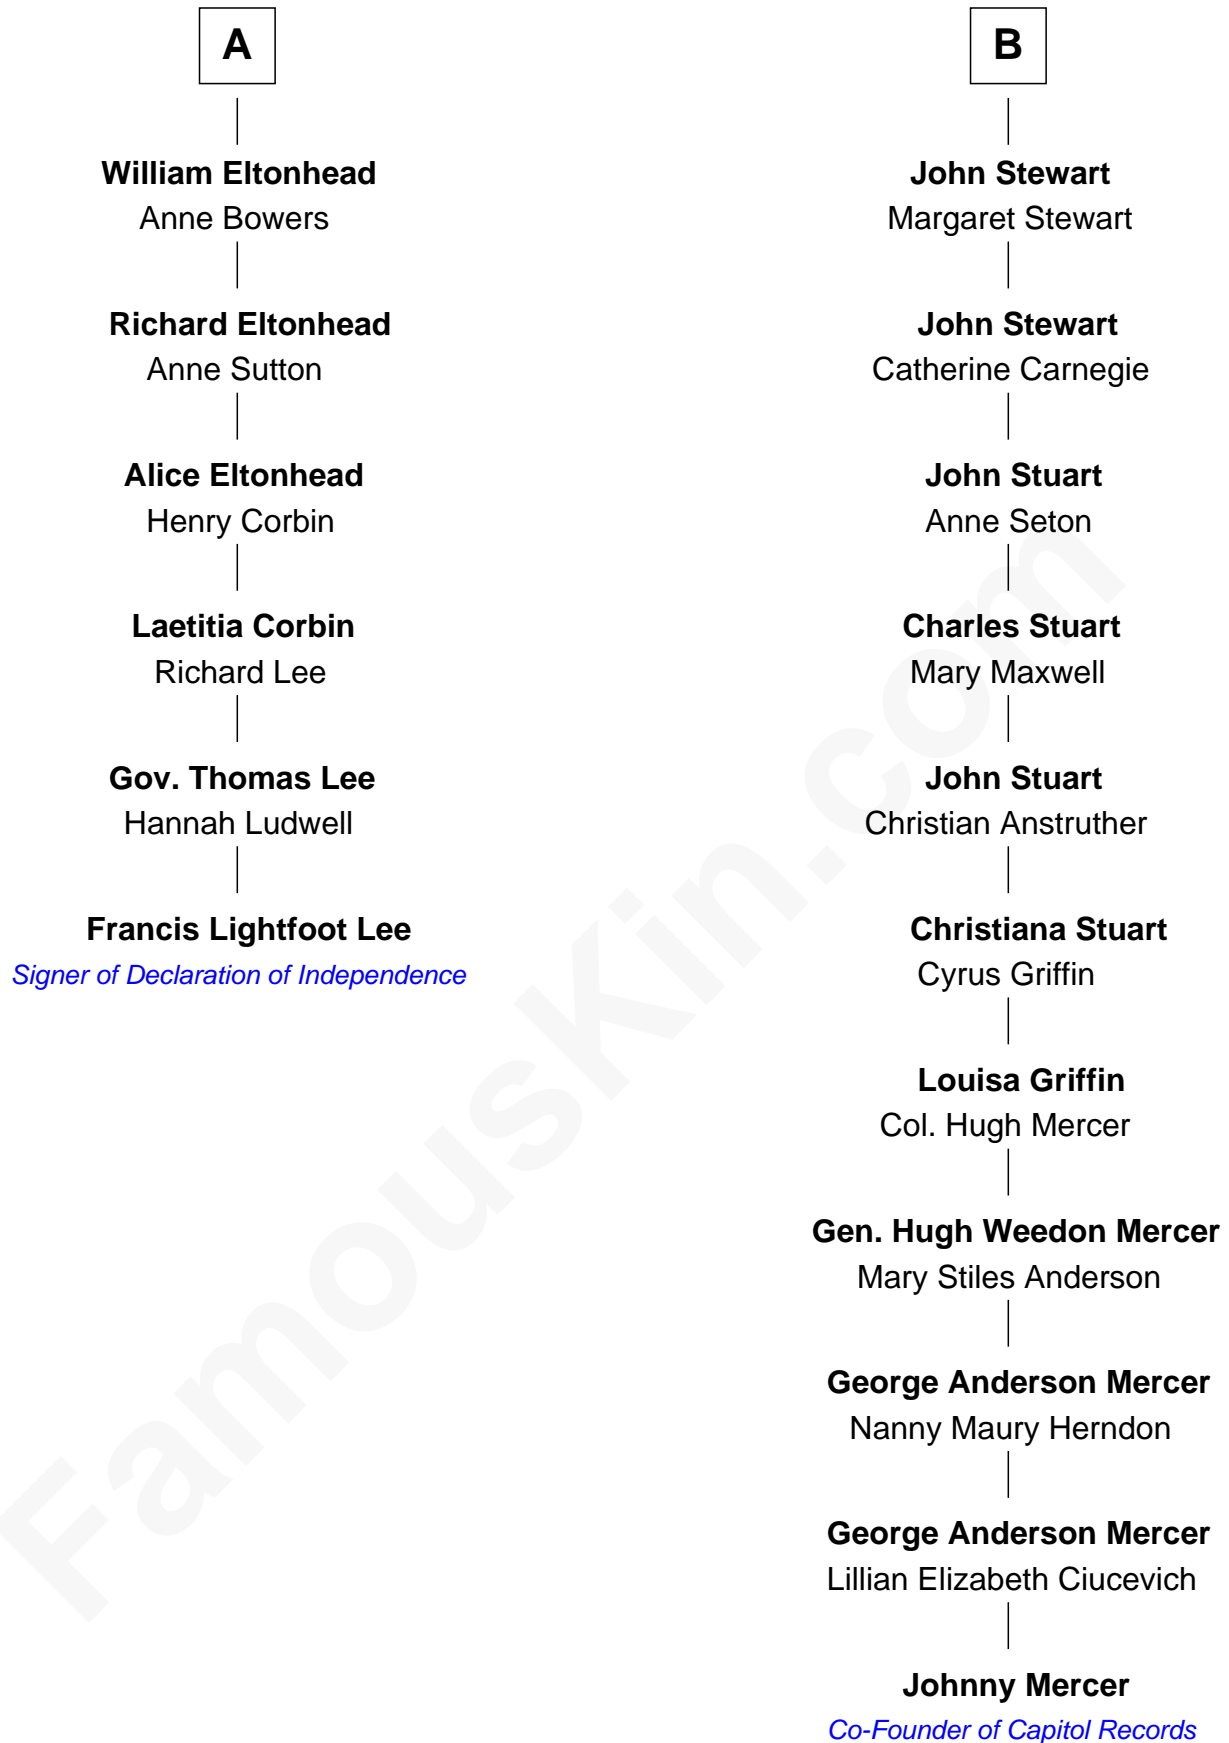 A
William Eltonhead
Anne Bowers
Richard Eltonhead
Anne Sutton
Alice Eltonhead
Henry Corbin
Laetitia Corbin
Richard Lee
Gov. Thomas Lee
Hannah Ludwell
Francis Lightfoot Lee
Signer of Declaration of Independence
B
John Stewart
Margaret Stewart
John Stewart
Catherine Carnegie
John Stuart
Anne Seton
Charles Stuart
Mary Maxwell
John Stuart
Christian Anstruther
Christiana Stuart
Cyrus Griffin
Louisa Griffin
Col. Hugh Mercer
Gen. Hugh Weedon Mercer
Mary Stiles Anderson
George Anderson Mercer
Nanny Maury Herndon
George Anderson Mercer
Lillian Elizabeth Ciucevich
Johnny Mercer
Co-Founder of Capitol Records
FamousKin.com